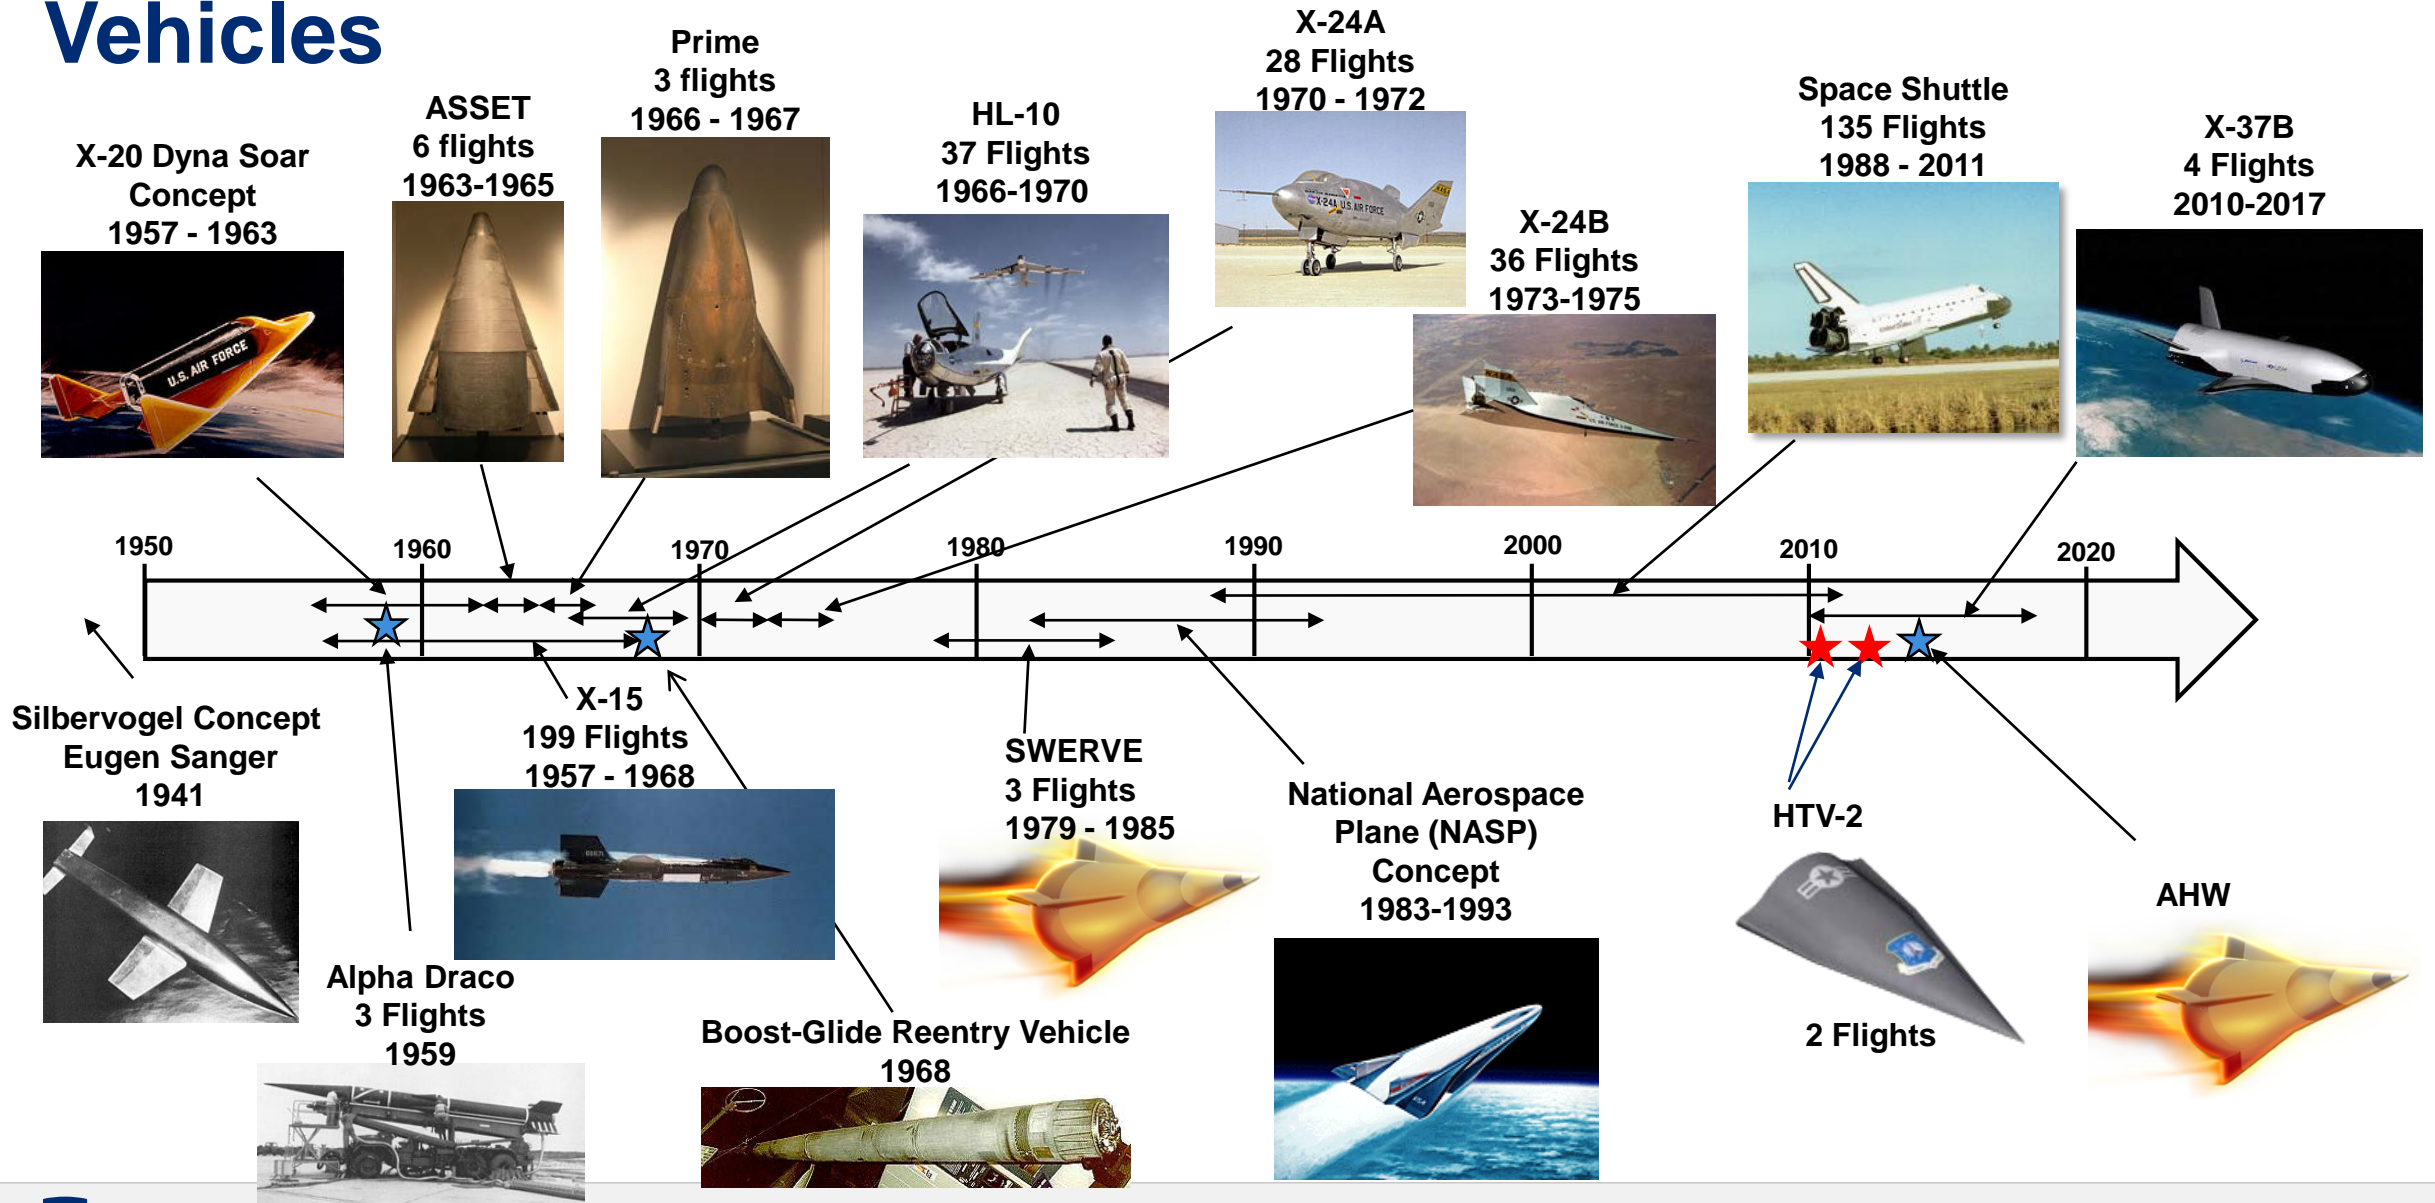 Vehicles
X-20 Dyna Soar
Concept
1957 - 1963
U.S. AIR FORCE
ASSET
6 flights
1963-1965
Prime
3 flights
1966 - 1967
HL-10
37 Flights
1966-1970
X-24A
28 Flights
1970 - 1972
X-24A U.S. AIR FORCE
X-24B
36 Flights
1973-1975
Space Shuttle
135 Flights
1988 - 2011
X-37B
4 Flights
2010-2017
1950
1960
1970
1980
1990
2000
2010
2020
Silbervogel Concept
Eugen Sanger
1941
Alpha Draco
3 Flights
1959
X-15
199 Flights
1957 - 1968
Boost-Glide Reentry Vehicle
1968
SWERVE
3 Flights
1979 - 1985
National Aerospace
Plane (NASP)
Concept
1983-1993
HTV-2
2 Flights
AHW